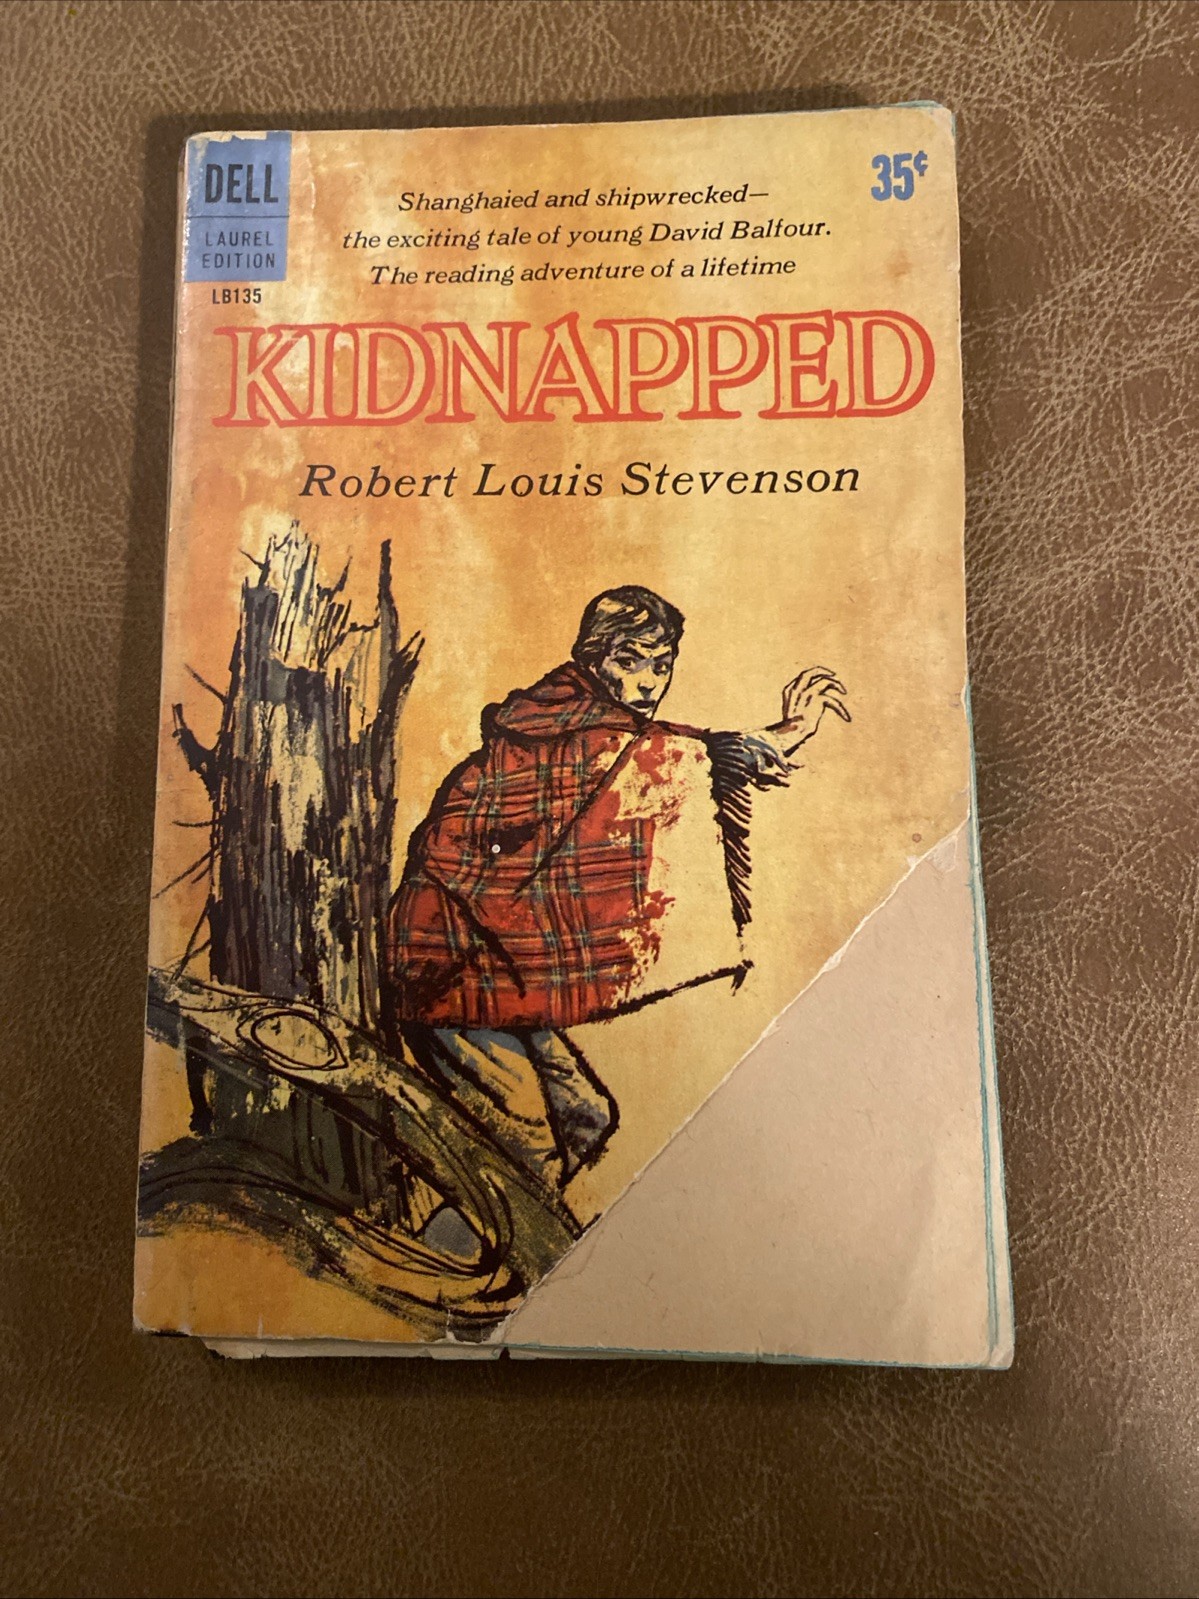 DELL
LAUREL
EDITION
LB135
35¢
Shanghaied and shipwrecked—
the exciting tale of young David Balfour.
The reading adventure of a lifetime
KIDNAPPED
Robert Louis Stevenson